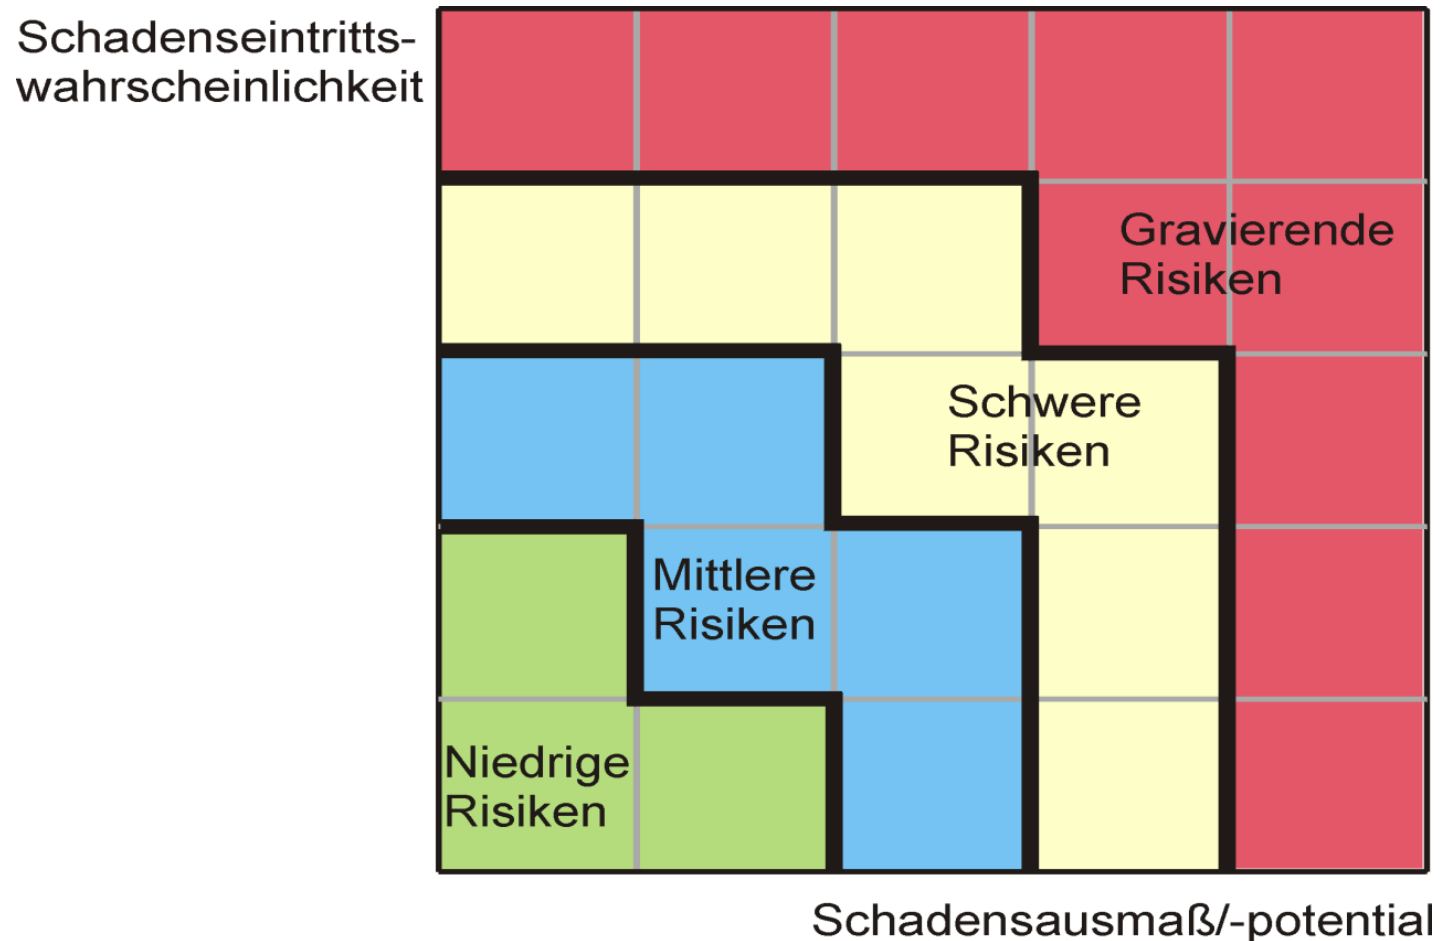 Schadenseintritts-
wahrscheinlichkeit
Gravierende
Risiken
Schwere
Risiken
Mittlere
Risiken
Niedrige
Risiken
Schadensausmaß/-potential